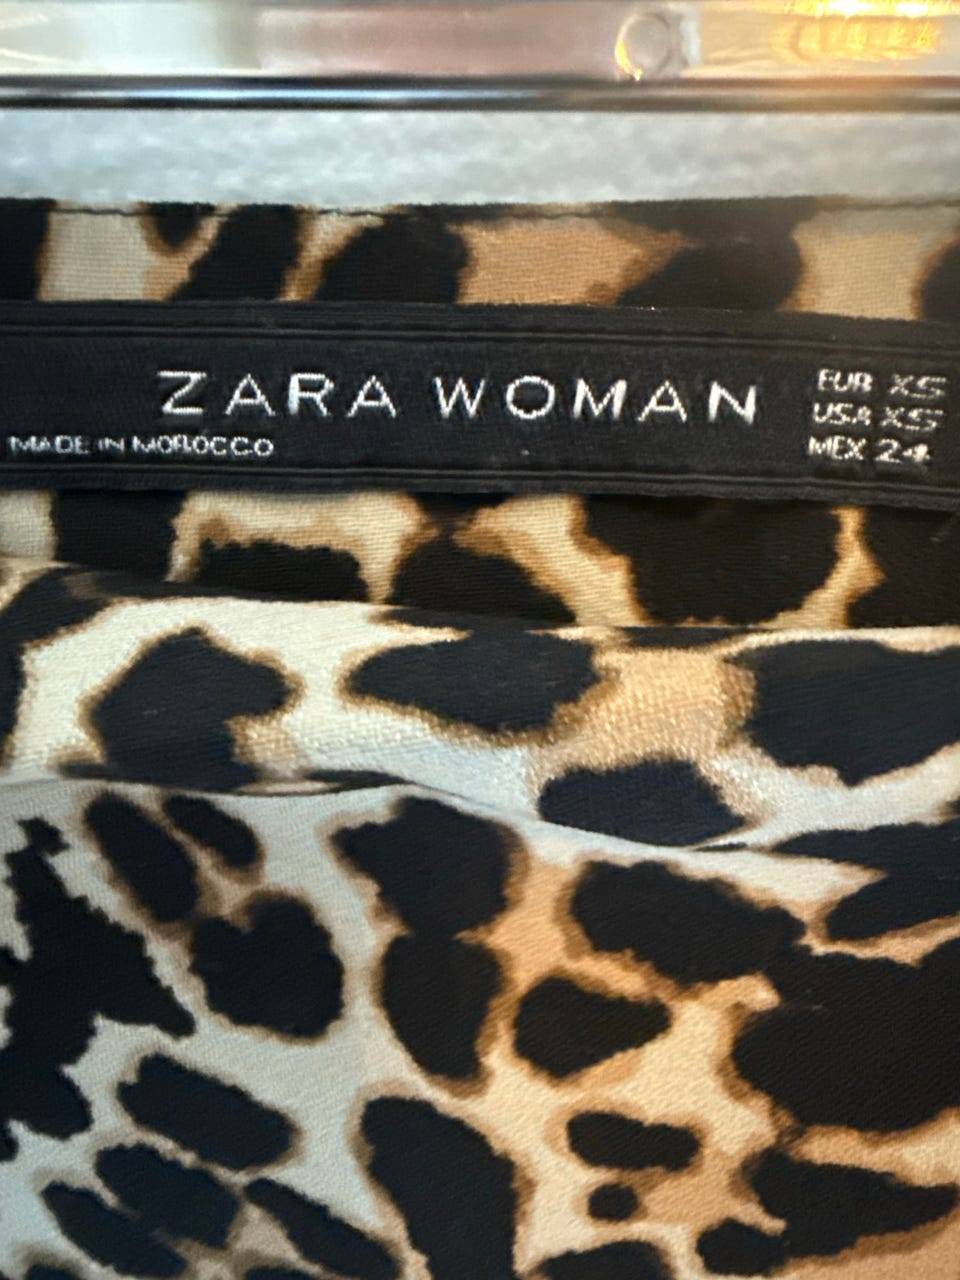 ZARA WOMAN
MADE IN MOROCCO
EUR XS
USA XS
MEX 24